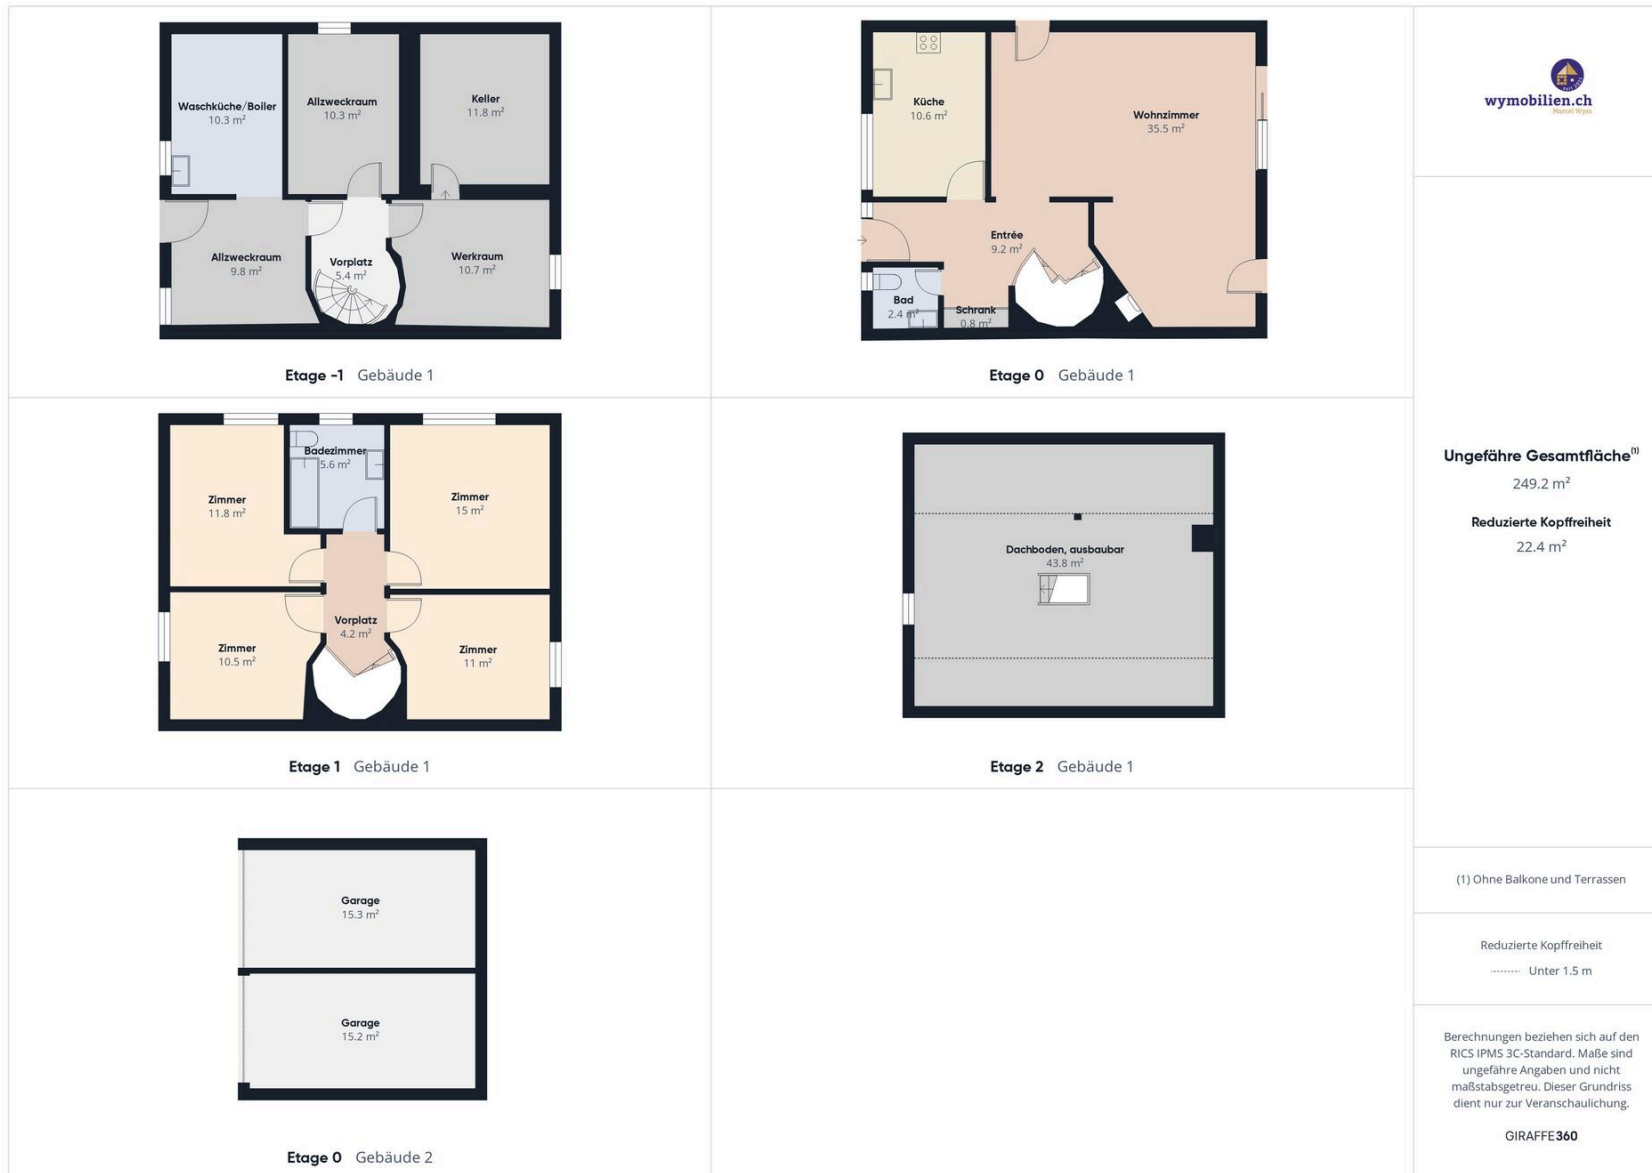 Waschküche/Boiler
10.3 m²
Allzweckraum
10.3 m²
Keller
11.8 m²
Allzweckraum
9.8 m²
Vorplatz
5.4 m²
Werkraum
10.7 m²
Etage -1 Gebäude 1
Küche
10.6 m²
Wohnzimmer
35.5 m²
Entrée
9.2 m²
Bad
2.4 m²
Schrank
0.8 m²
Etage 0 Gebäude 1
Zimmer
11.8 m²
Badezimmer
5.6 m²
Zimmer
15 m²
Zimmer
10.5 m²
Vorplatz
4.2 m²
Zimmer
11 m²
Etage 1 Gebäude 1
Dachboden, ausbaubar
43.8 m²
Etage 2 Gebäude 1
Garage
15.3 m²
Garage
15.2 m²
Etage 0 Gebäude 2
wymobilien.ch
Marcel Wyss
Ungefähre Gesamtfläche(1)
249.2 m²
Reduzierte Kopffreiheit
22.4 m²
(1) Ohne Balkone und Terrassen
Reduzierte Kopffreiheit
Unter 1.5 m
Berechnungen beziehen sich auf den
RICS IPMS 3C-Standard. Maße sind
ungefähre Angaben und nicht
maßstabsgetreu. Dieser Grundriss
dient nur zur Veranschaulichung.
GIRAFFE360